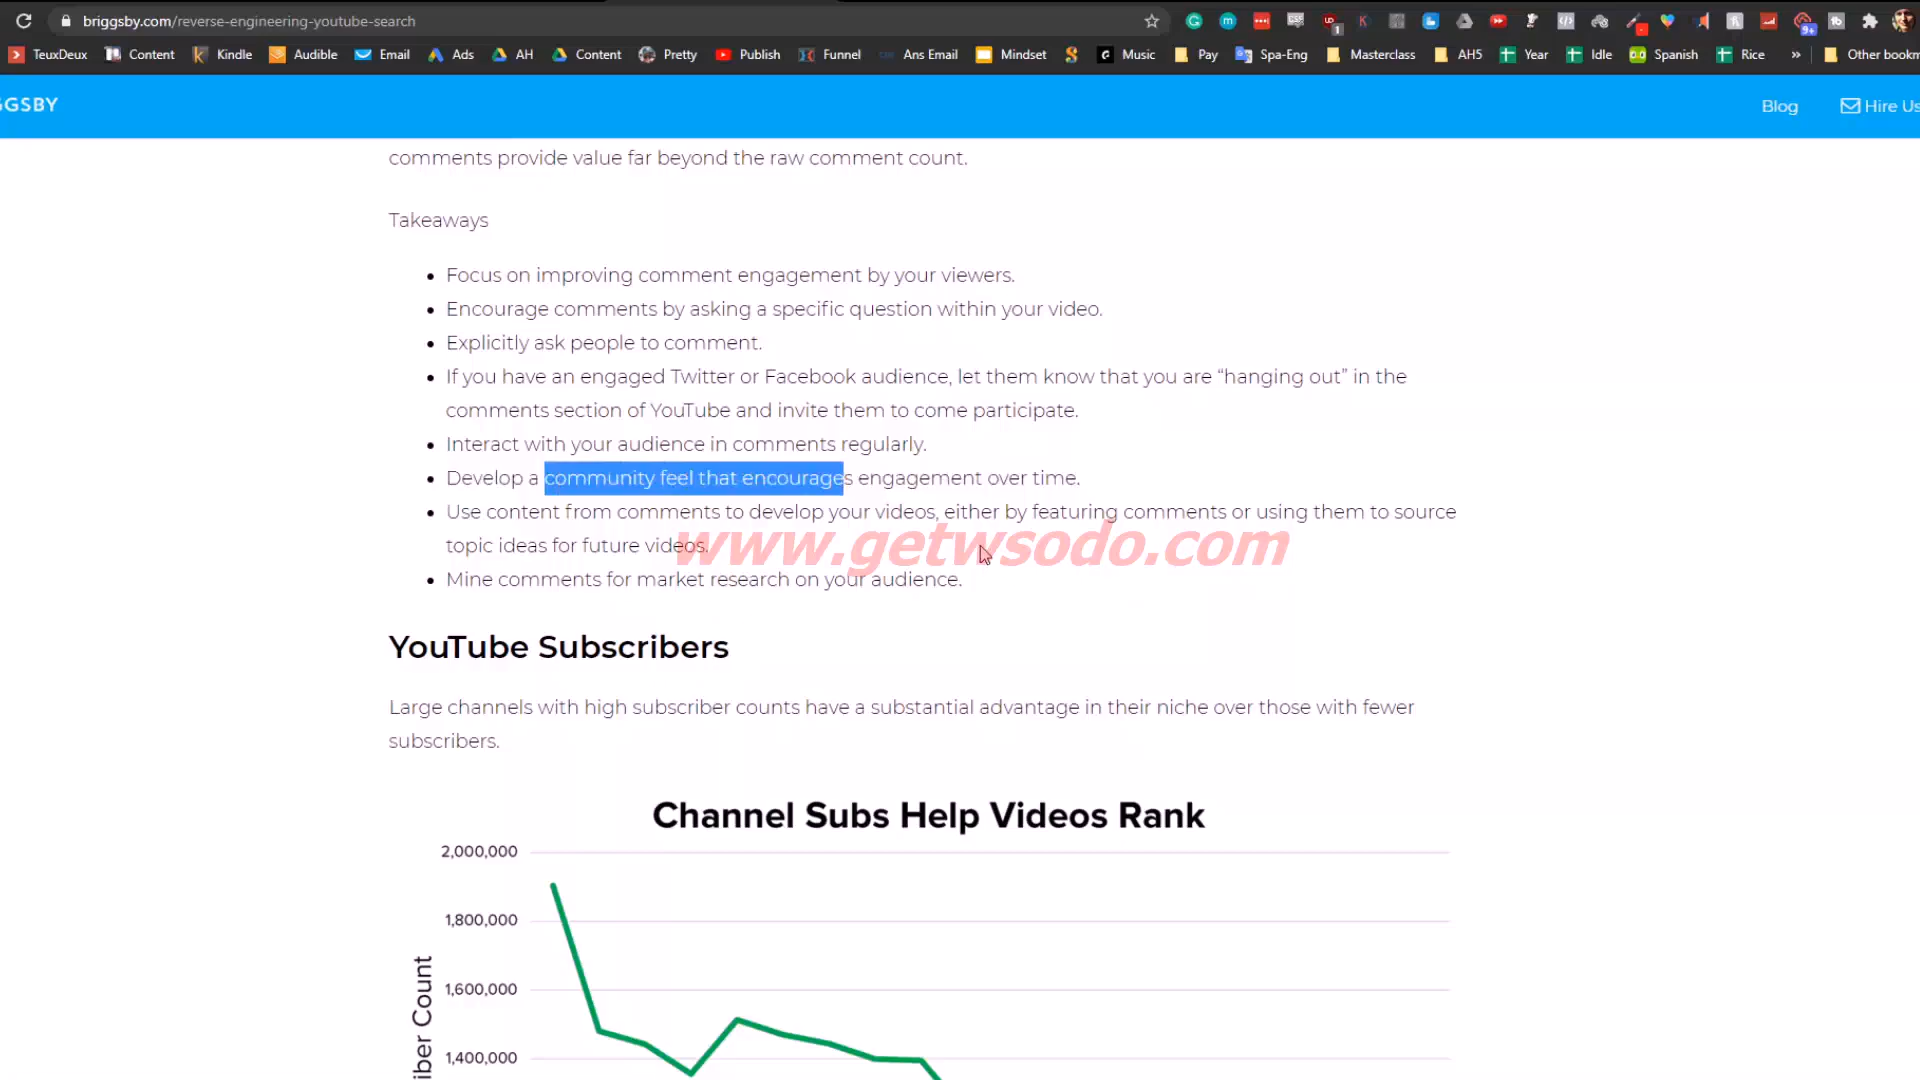 briggsby.com/reverse-engineering-youtube-search
TeuxDeux Content Kindle Audible Email Ads AH Content Pretty Publish Funnel Ans Email Mindset Music Pay Spa-Eng Masterclass AH5 Year Idle Spanish Rice » Other bookm
GGSBY Blog Hire Us
comments provide value far beyond the raw comment count.
Takeaways
• Focus on improving comment engagement by your viewers.
• Encourage comments by asking a specific question within your video.
• Explicitly ask people to comment.
• If you have an engaged Twitter or Facebook audience, let them know that you are “hanging out” in the
comments section of YouTube and invite them to come participate.
• Interact with your audience in comments regularly.
• Develop a community feel that encourages engagement over time.
• Use content from comments to develop your videos, either by featuring comments or using them to source
topic ideas for future videos.
www.getwsodo.com
• Mine comments for market research on your audience.
YouTube Subscribers
Large channels with high subscriber counts have a substantial advantage in their niche over those with fewer
subscribers.
Channel Subs Help Videos Rank
2,000,000
1,800,000
1,600,000
1,400,000
iber Count